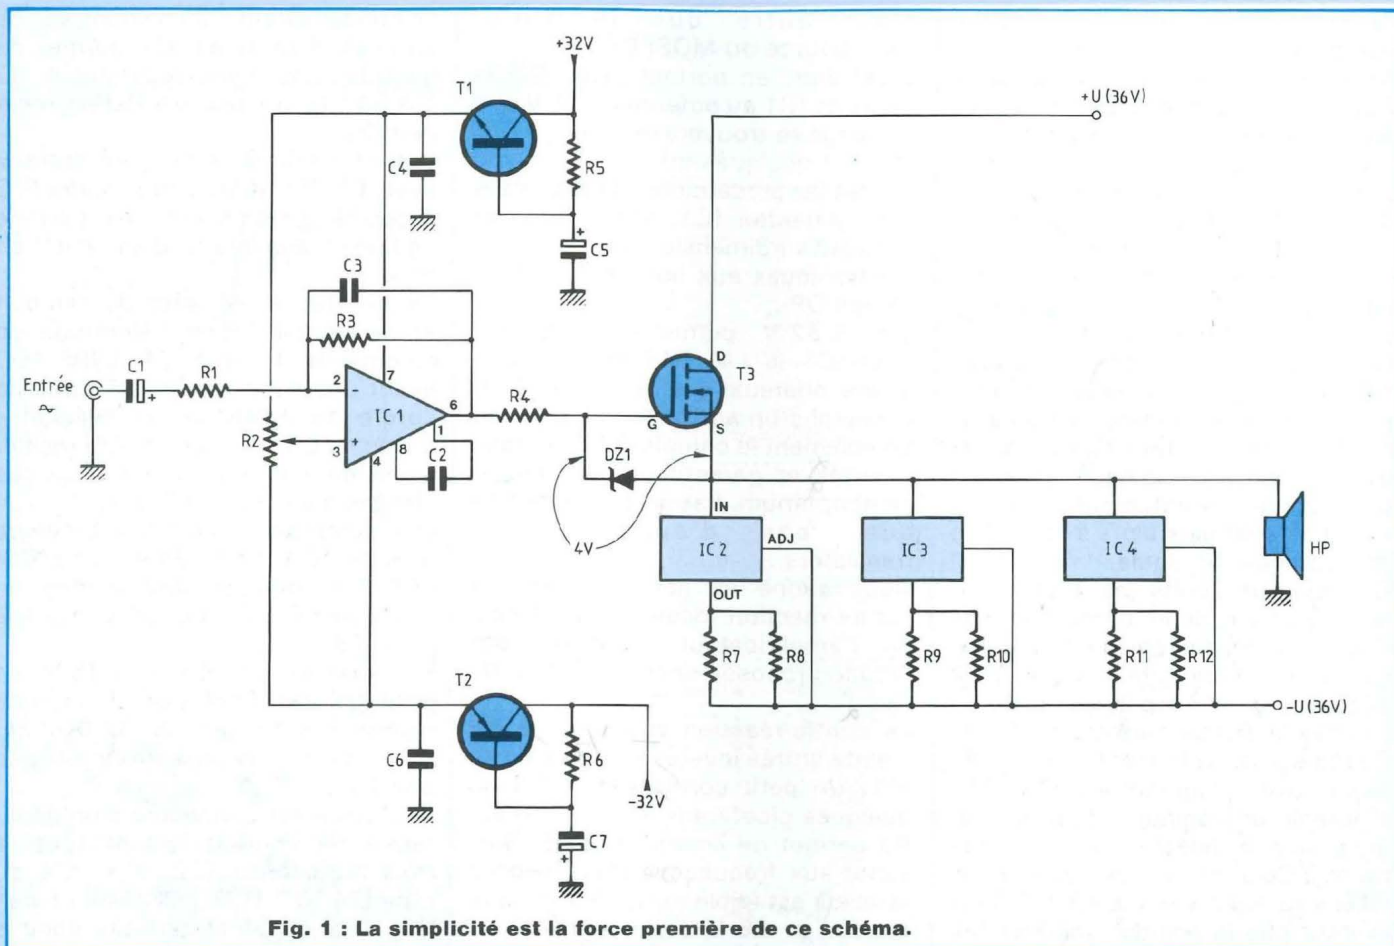 +32V
T1
+U (36V)
C4
R5
+
C5
C3
R3
Entrée
C1
+
R1
2
-
7
IC1
6
1
R2
3
+
4
8
C2
R4
D
T3
G
S
DZ1
4V
IN
IC2
ADJ
OUT
IC3
IC4
HP
R7
R8
R9
R10
R11
R12
-U (36V)
T2
C6
R6
-32V
C7
+
Fig. 1 : La simplicité est la force première de ce schéma.